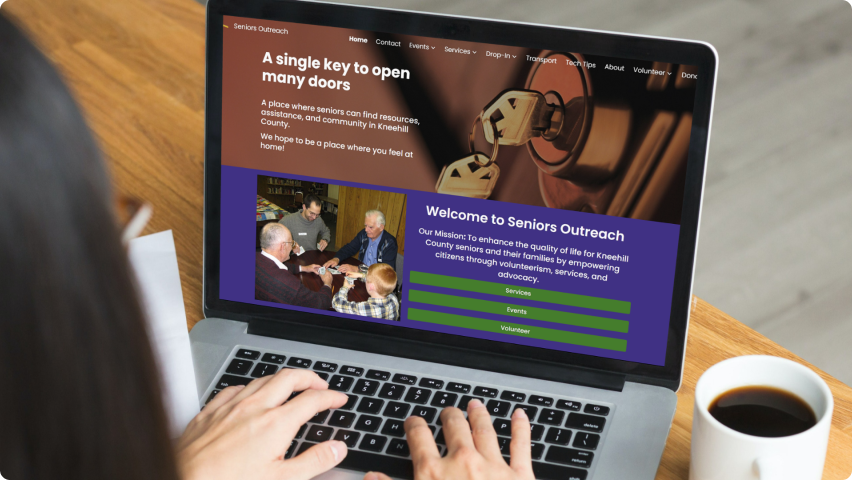 Seniors Outreach
Home Contact Events Services Drop-In Transport Tech Tips About Volunteer Donc
A single key to open
many doors
A place where seniors can find resources,
assistance, and community in Kneehill
County.
We hope to be a place where you feel at
home!
Welcome to Seniors Outreach
Our Mission: To enhance the quality of life for Kneehill
County seniors and their families by empowering
citizens through volunteerism, services, and
advocacy.
Services
Events
Volunteer
delete
return